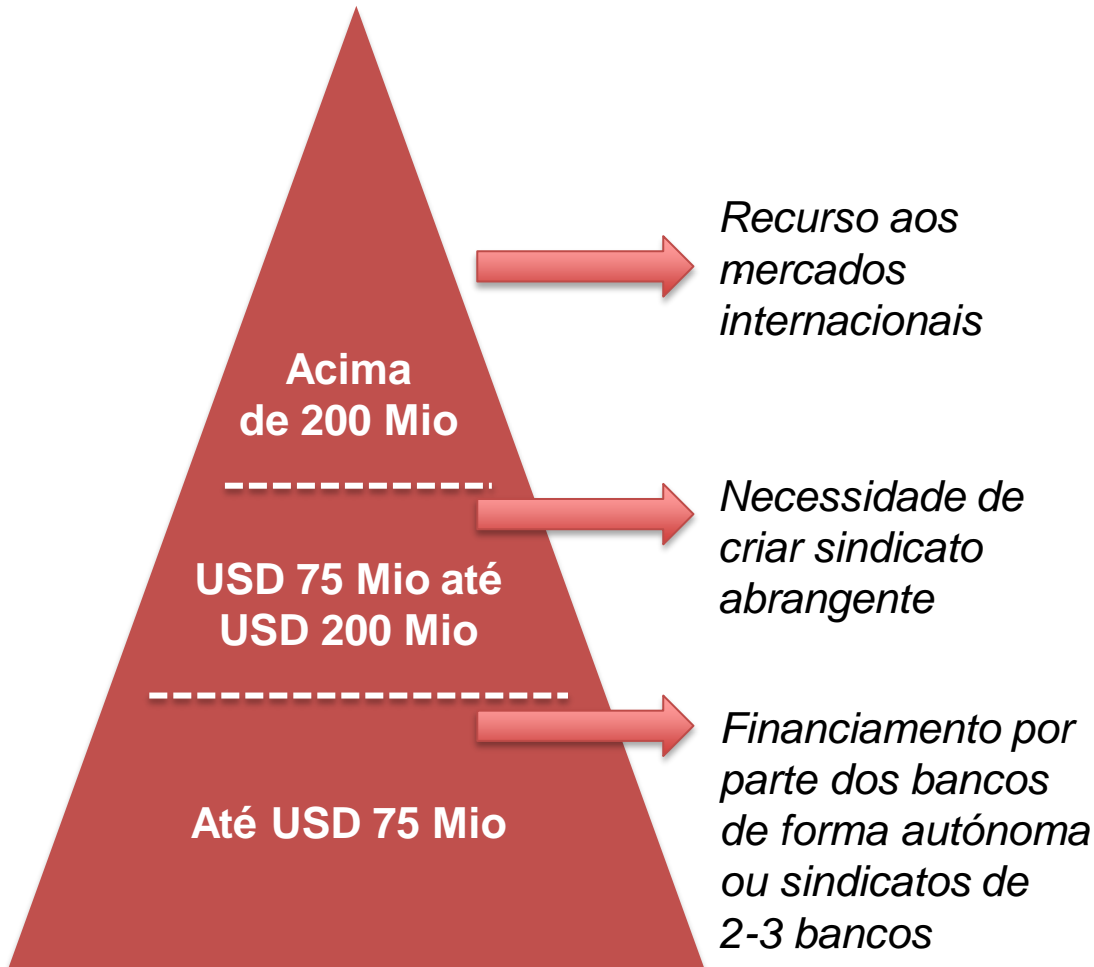 Recurso aos
mercados
internacionais
Acima
de 200 Mio
Necessidade de
criar sindicato
abrangente
USD 75 Mio até
USD 200 Mio
Financiamento por
parte dos bancos
de forma autónoma
ou sindicatos de
2-3 bancos
Até USD 75 Mio